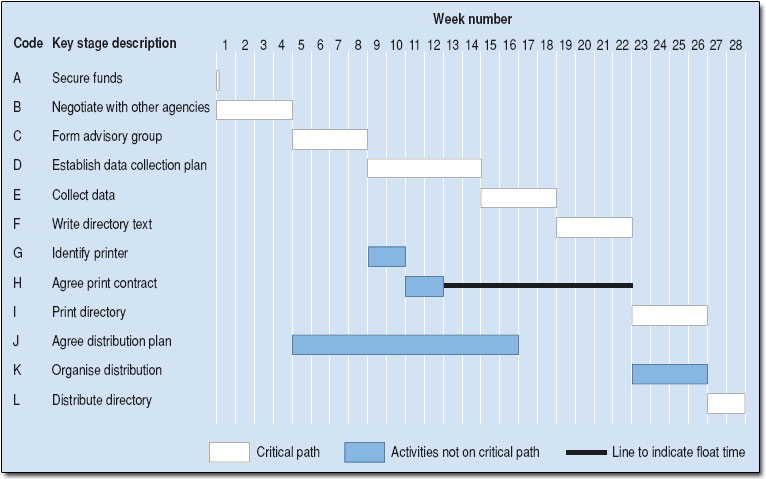 Week number
Code Key stage description 1 2 3 4 5 6 7 8 9 10 11 12 13 14 15 16 18 19 20 21 22 23 24 25 26 27 28
A Secure funds
B Negotiate with other agencies
C Form advisory group
D Establish data collection plan
E Collect data
F Write directory text
G Identify printer
H Agree print contract
I Print directory
J Agree distribution plan
K Organise distribution
L Distribute directory
Critical path Activities not on critical path Line to indicate float time